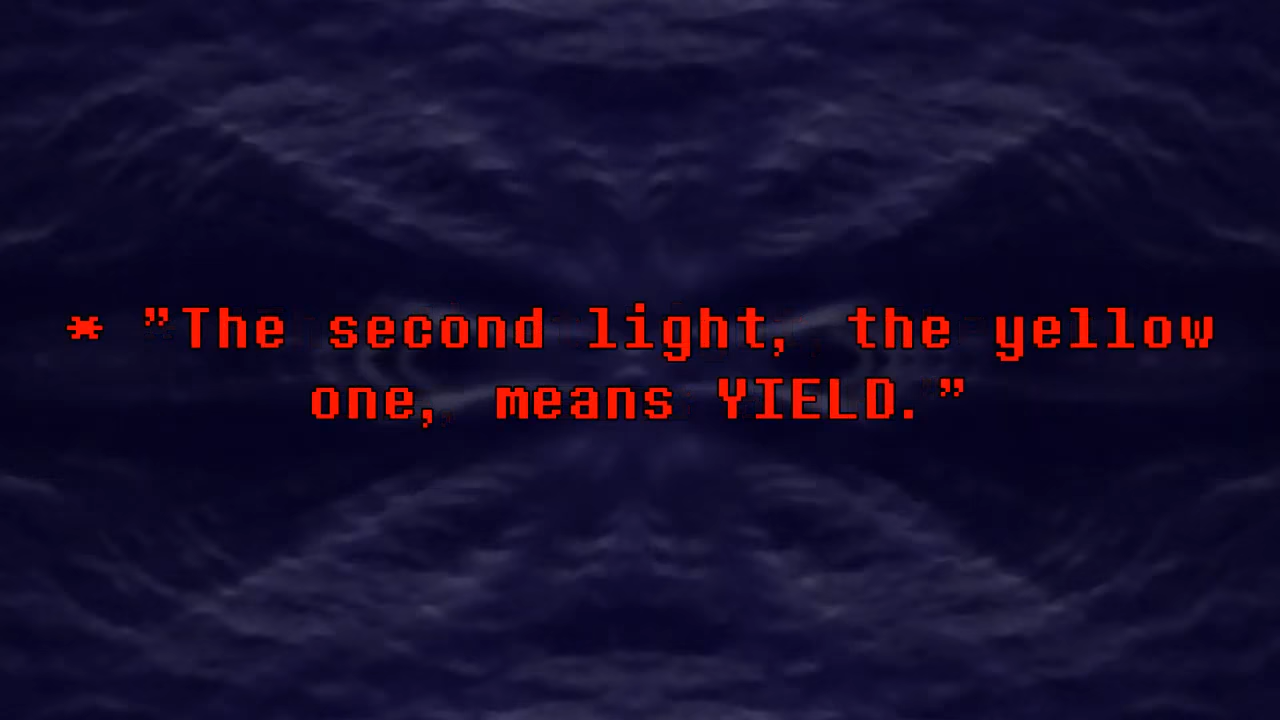 * "The second light, the yellow
one, means YIELD."